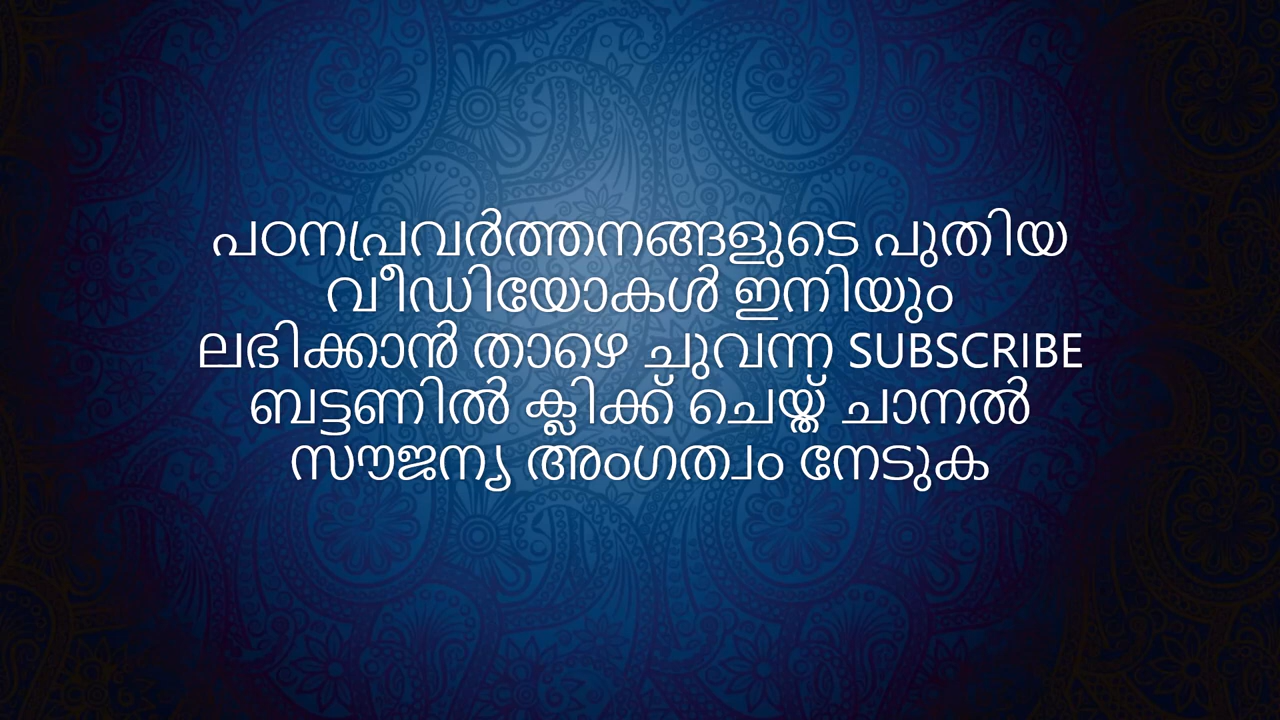 പഠനപ്രവർത്തനങ്ങളുടെ പുതിയ
വീഡിയോകൾ ഇനിയും
ലഭിക്കാൻ താഴെ ചുവന്ന SUBSCRIBE
ബട്ടണിൽ ക്ലിക്ക് ചെയ്ത് ചാനൽ
സൗജന്യ അംഗത്വം നേടുക